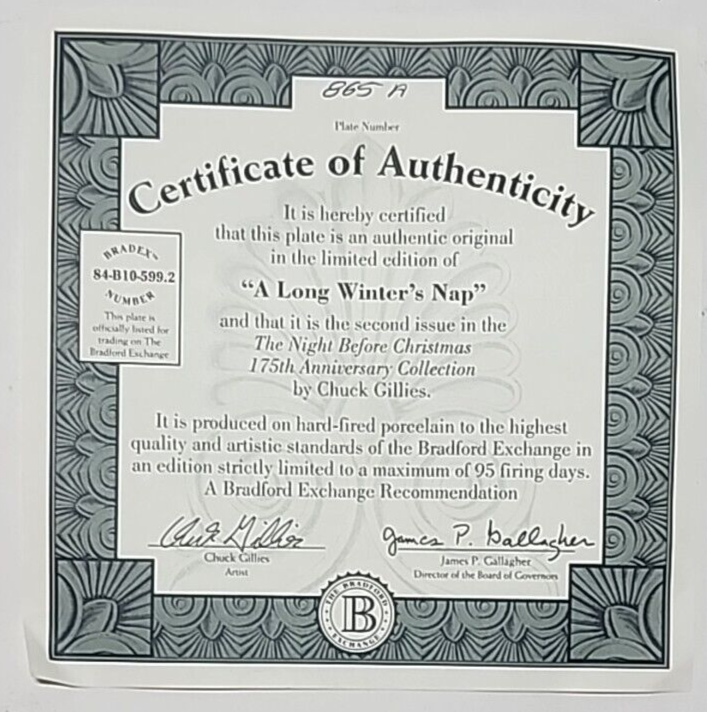 865 A
Plate Number
Certificate of Authenticity
It is hereby certified
that this plate is an authentic original
in the limited edition of
“A Long Winter’s Nap”
and that it is the second issue in the
The Night Before Christmas
175th Anniversary Collection
by Chuck Gillies.
BRADEX
84-B10-599.2
NUMBER
This plate is
officially listed for
trading on The
Bradford Exchange
It is produced on hard-fired porcelain to the highest
quality and artistic standards of the Bradford Exchange in
an edition strictly limited to a maximum of 95 firing days.
A Bradford Exchange Recommendation
Chuck Gillies
James P. Gallagher
Chuck Gillies
Artist
James P. Gallagher
Director of the Board of Governors
THE BRADFORD
B
EXCHANGE